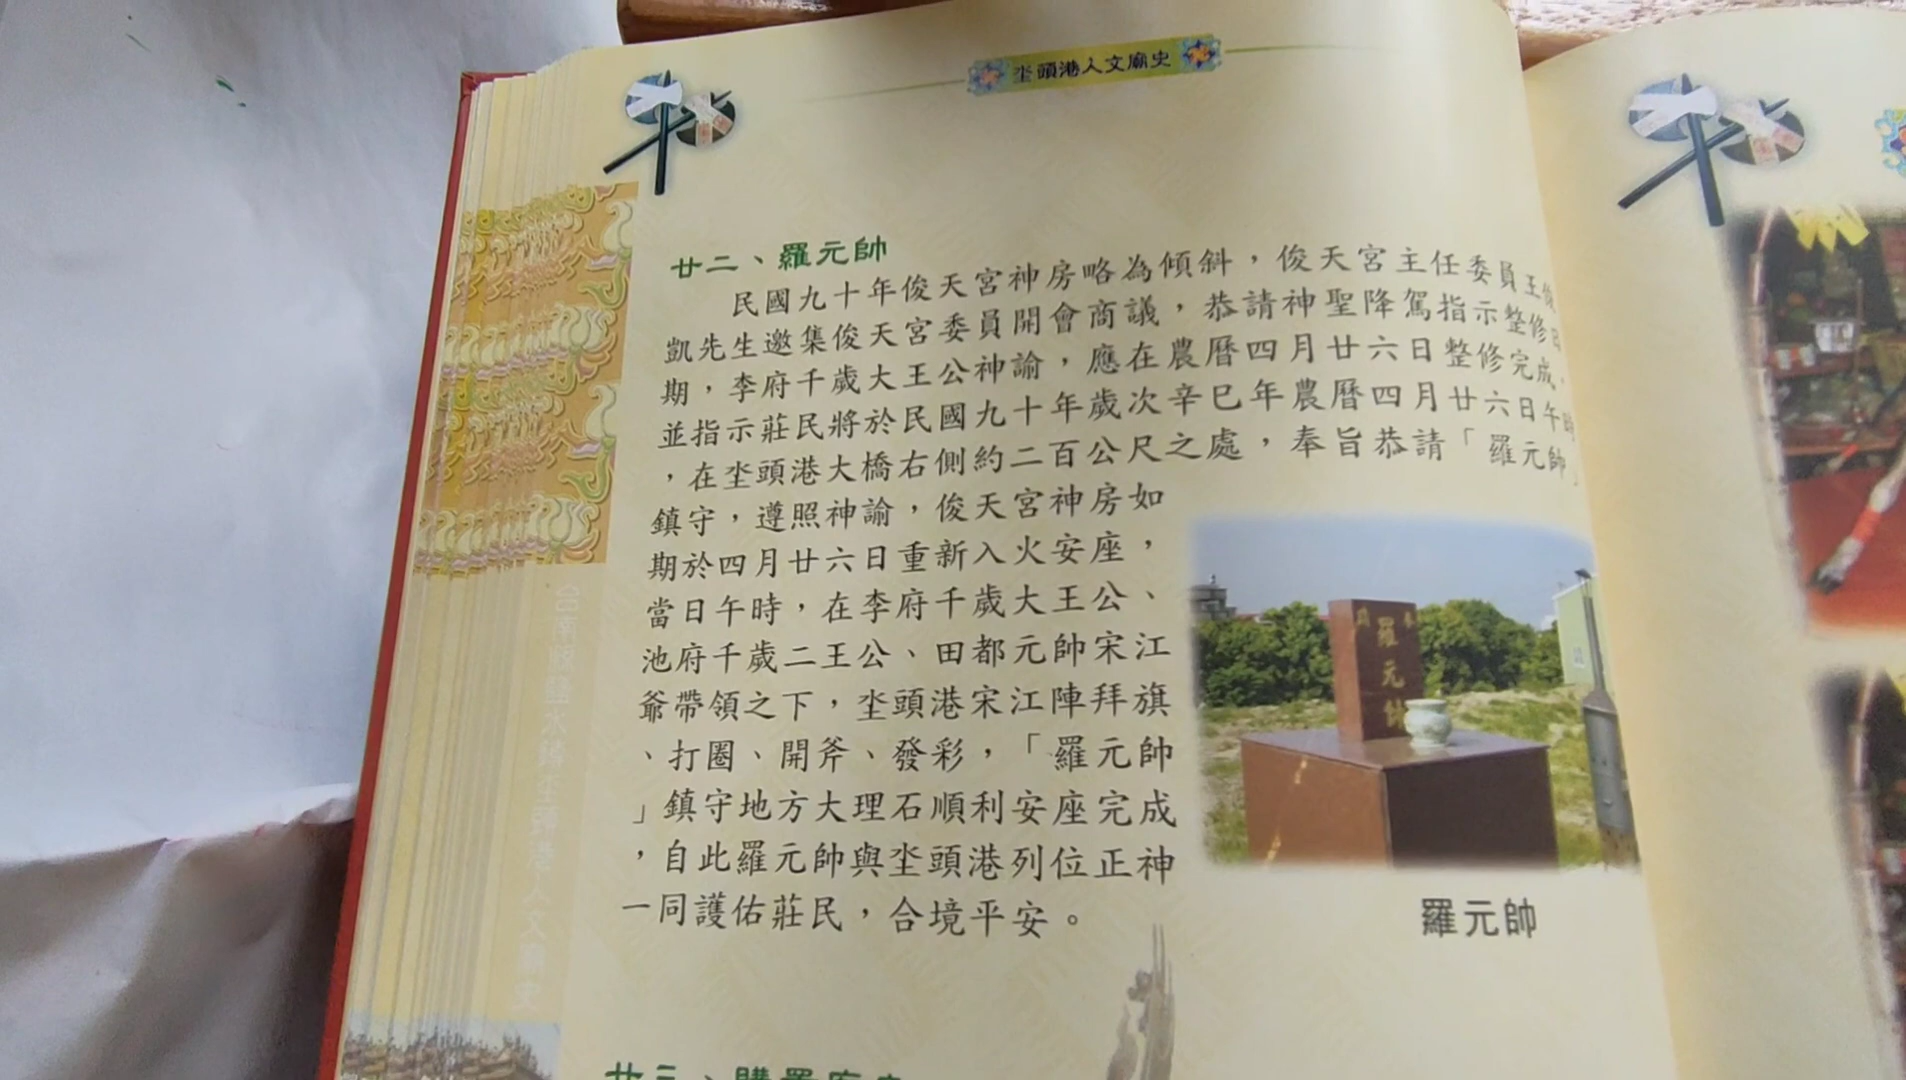 坔頭港人文廟史
廿二、羅元帥
民國九十年俊天宮神房略為傾斜，俊天宮主任委員王
凱先生邀集俊天宮委員開會商議，恭請神聖降駕指示整修日
期，李府千歲大王公神諭，應在農曆四月廿六日整修完成，
並指示莊民將於民國九十年歲次辛巳年農曆四月廿六日午時
，在坔頭港大橋右側約二百公尺之處，奉旨恭請「羅元帥」
鎮守，遵照神諭，俊天宮神房如
期於四月廿六日重新入火安座，
當日午時，在李府千歲大王公、
池府千歲二王公、田都元帥宋江
爺帶領之下，坔頭港宋江陣拜旗
、打圈、開斧、發彩，「羅元帥
」鎮守地方大理石順利安座完成
，自此羅元帥與坔頭港列位正神
一同護佑莊民，合境平安。
羅元帥
羅元帥
廿三、